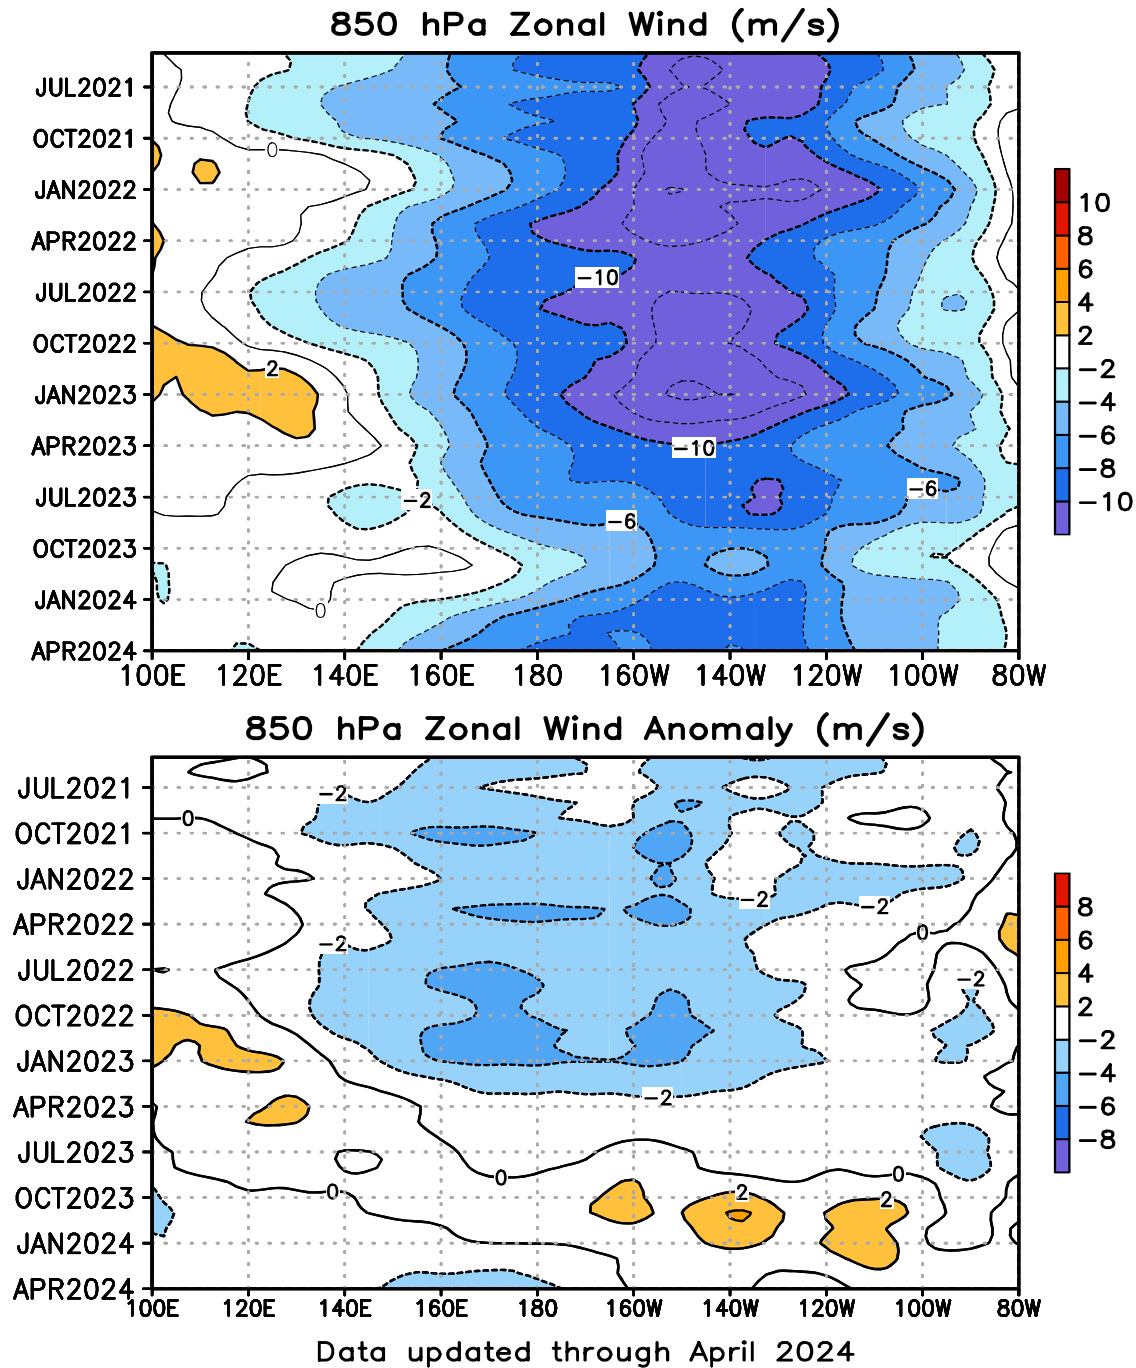 850 hPa Zonal Wind (m/s)
JUL2021
OCT2021
JAN2022
APR2022
JUL2022
OCT2022
JAN2023
APR2023
JUL2023
OCT2023
JAN2024
APR2024
0
-10
2
-10
-6
-2
-6
0
100E 120E 140E 160E 180 160W 140W 120W 100W 80W
10
8
6
4
2
-2
-4
-6
-8
-10
850 hPa Zonal Wind Anomaly (m/s)
JUL2021
OCT2021
JAN2022
APR2022
JUL2022
OCT2022
JAN2023
APR2023
JUL2023
OCT2023
JAN2024
APR2024
-2
0
-2
-2
0
-2
-2
-2
0
0
0
2
2
100E 120E 140E 160E 180 160W 140W 120W 100W 80W
8
6
4
2
-2
-4
-6
-8
Data updated through April 2024